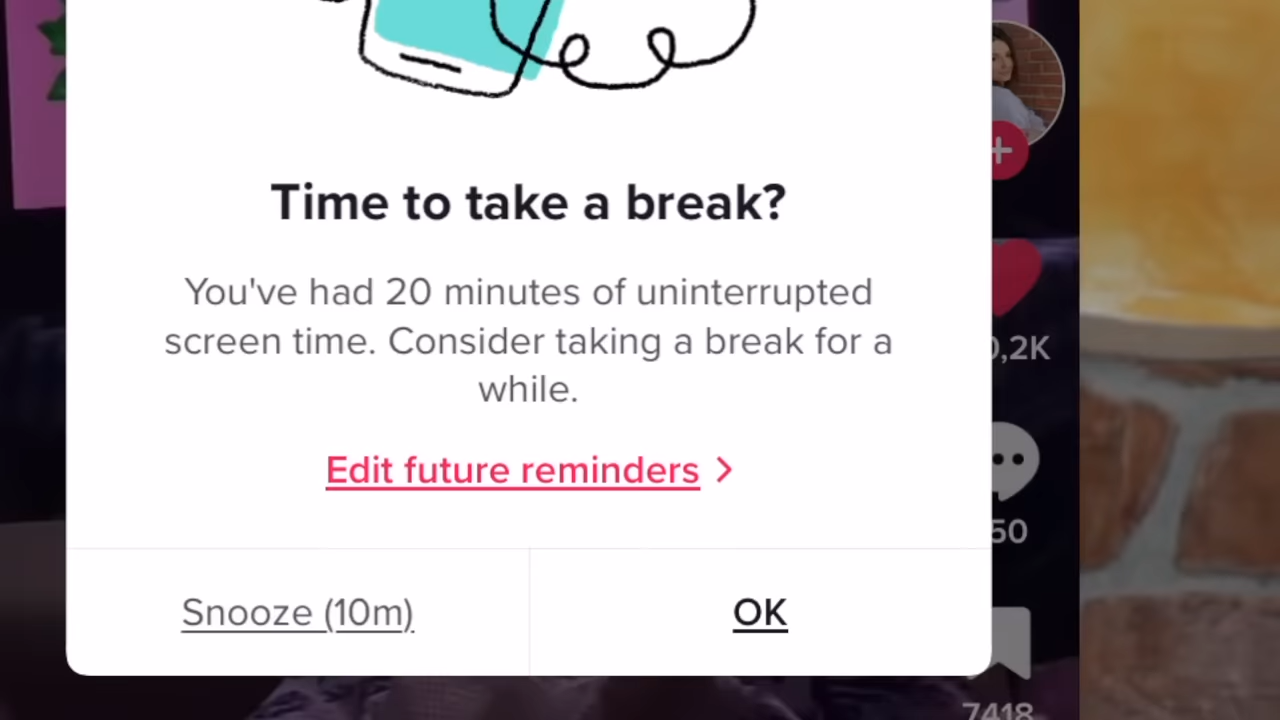 Time to take a break?
You've had 20 minutes of uninterrupted
screen time. Consider taking a break for a
while.
Edit future reminders
Snooze (10m)
OK
,2K
50
7418